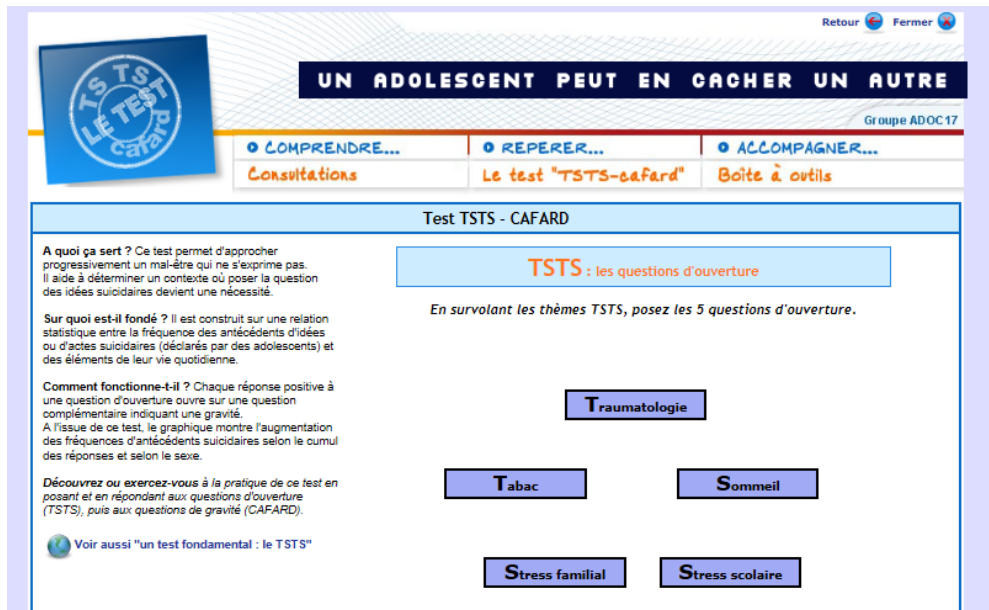 Retour Fermer
TS TSt
LE TEST
cafard
UN ADOLESCENT PEUT EN CACHER UN AUTRE
Groupe ADOC17
COMPRENDRE... REPERER... ACCOMPAGNER...
Consultations Le test "TSTS-cafard" Boîte à outils
Test TSTS - CAFARD
A quoi ça sert ? Ce test permet d'approcher
progressivement un mal-être qui ne s'exprime pas.
Il aide à déterminer un contexte où poser la question
des idées suicidaires devient une nécessité.
Sur quoi est-il fondé ? Il est construit sur une relation
statistique entre la fréquence des antécédents d'idées
ou d'actes suicidaires (déclarés par des adolescents) et
des éléments de leur vie quotidienne.
Comment fonctionne-t-il ? Chaque réponse positive à
une question d'ouverture ouvre sur une question
complémentaire indiquant une gravité.
A l'issue de ce test, le graphique montre l'augmentation
des fréquences d'antécédents suicidaires selon le cumul
des réponses et selon le sexe.
Découvrez ou exercez-vous à la pratique de ce test en
posant et en répondant aux questions d'ouverture
(TSTS), puis aux questions de gravité (CAFARD).
Voir aussi "un test fondamental : le TSTS"
TSTS : les questions d'ouverture
En survolant les thèmes TSTS, posez les 5 questions d'ouverture.
Traumatologie
Tabac Sommeil
Stress familial Stress scolaire